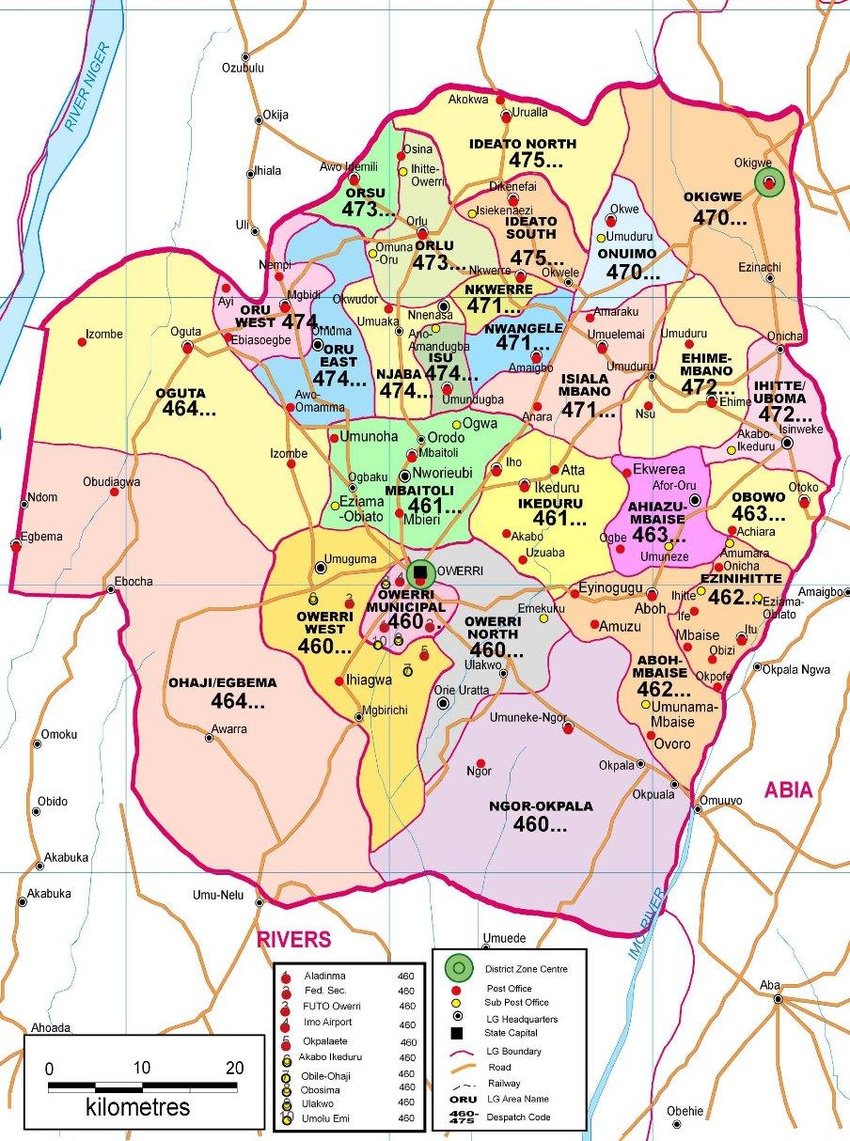 Ozubulu
RIVER NIGER
Okija
Ihiala
Uli
Akokwa
Urualla
IDEATO NORTH
475...
Osina
Awo Idemili
Ihitte-
Owerri
ORSU
473...
Dikenefai
Isiekenaezi
IDEATO
SOUTH
475...
Okigwe
OKIGWE
470...
Okwe
Umuduru
ONUIMO
470...
Orlu
Omuna
-Oru
ORLU
473...
Nkwerre
Okwele
Ezinachi
Nempi
NKWERRE
471...
Ayi
Mgbidi
ORU
WEST
474...
Ebiasoegbe
Okwudor
Umuaka
Nnenasa
Ano-
Amandugba
NWANGELE
471...
Amaraku
Umuelemai
Umuduru
Onicha
Izombe
Oguta
Omuma
ORU
EAST
474...
ISU
474...
Amaigbo
EHIME-
MBANO
472...
Umuduru
IHITTE/
UBOMA
472...
OGUTA
464...
NJABA
474...
Umundugba
ISIALA
MBANO
471...
Awo-
Omamma
Anara
Nsu
Ehime
Isinweke
Akabo-
Ikeduru
Umunoha
Ogwa
Orodo
Mbaitoli
Nworieubi
MBAITOLI
461...
Izombe
Ogbaku
Eziama
-Obiato
Mbieri
Iho
Atta
Ikeduru
IKEDURU
461...
Ekwerea
Afor-Oru
AHIAZU-
MBAISE
463...
OBOWO
463...
Otoko
Obudiagwa
Ndom
Egbema
Akabo
Uzuaba
Ogbe
Umuneze
Achiara
Amumara
Onicha
EZINIHITTE
462...
Ebocha
Umuguma
OWERRI
OWERRI
MUNICIPAL
460...
OWERRI
WEST
460...
Emekuku
OWERRI
NORTH
460...
Ulakwo
Eyinogugu
Aboh
Amuzu
Ihitte
Ife
Eziama-
Obiato
Itu
Mbaise
Obizi
Okpofe
Amaigbo
Okpala Ngwa
OHAJI/EGBEMA
464...
Ihiagwa
Mgbirichi
Orie Uratta
ABOH-
MBAISE
462...
Umunama-
Mbaise
Ovoro
Awarra
Umuneke-Ngor
Ngor
Okpala
Okpuala
Omuuyo
NGOR-OKPALA
460...
ABIA
Omoku
Obido
Akabuka
Akabuka
Umu-Nelu
RIVERS
Umuede
IMO RIVER
Aba
Ahoada
Obehie
1 Aladinma 460
2 Fed. Sec. 460
3 FUTO Owerri 460
4 Imo Airport 460
5 Okpalaete 460
6 Akabo Ikeduru 460
7 Obile-Ohaji 460
8 Obosima 460
9 Ulakwo 460
10 Umolu Emi 460
District Zone Centre
Post Office
Sub Post Office
LG Headquarters
State Capital
LG Boundary
Road
Railway
ORU LG Area Name
460-
475 Despatch Code
0 10 20
kilometres